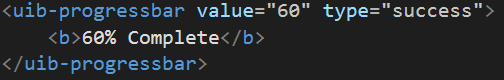 <uib-progressbar value="60" type="success">
    <b>60% Complete</b>
</uib-progressbar>